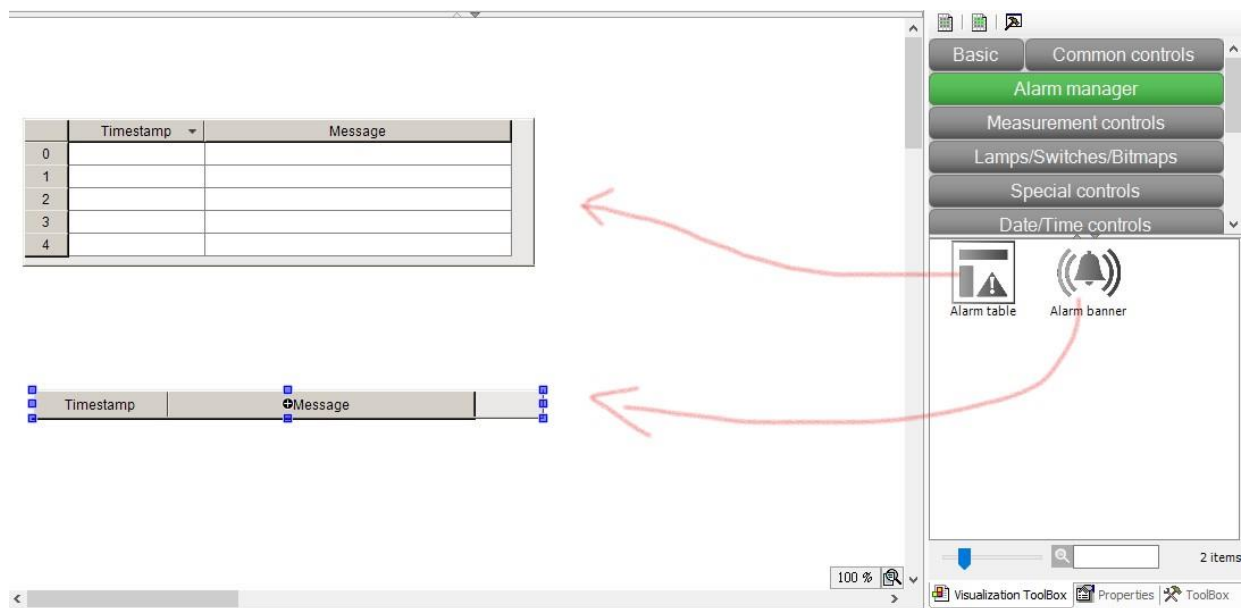 Basic Common controls
Alarm manager
Measurement controls
Lamps/Switches/Bitmaps
Special controls
Date/Time controls
Timestamp Message
0
1
2
3
4
Alarm table Alarm banner
Timestamp Message
2 items
100 %
Visualization ToolBox Properties ToolBox